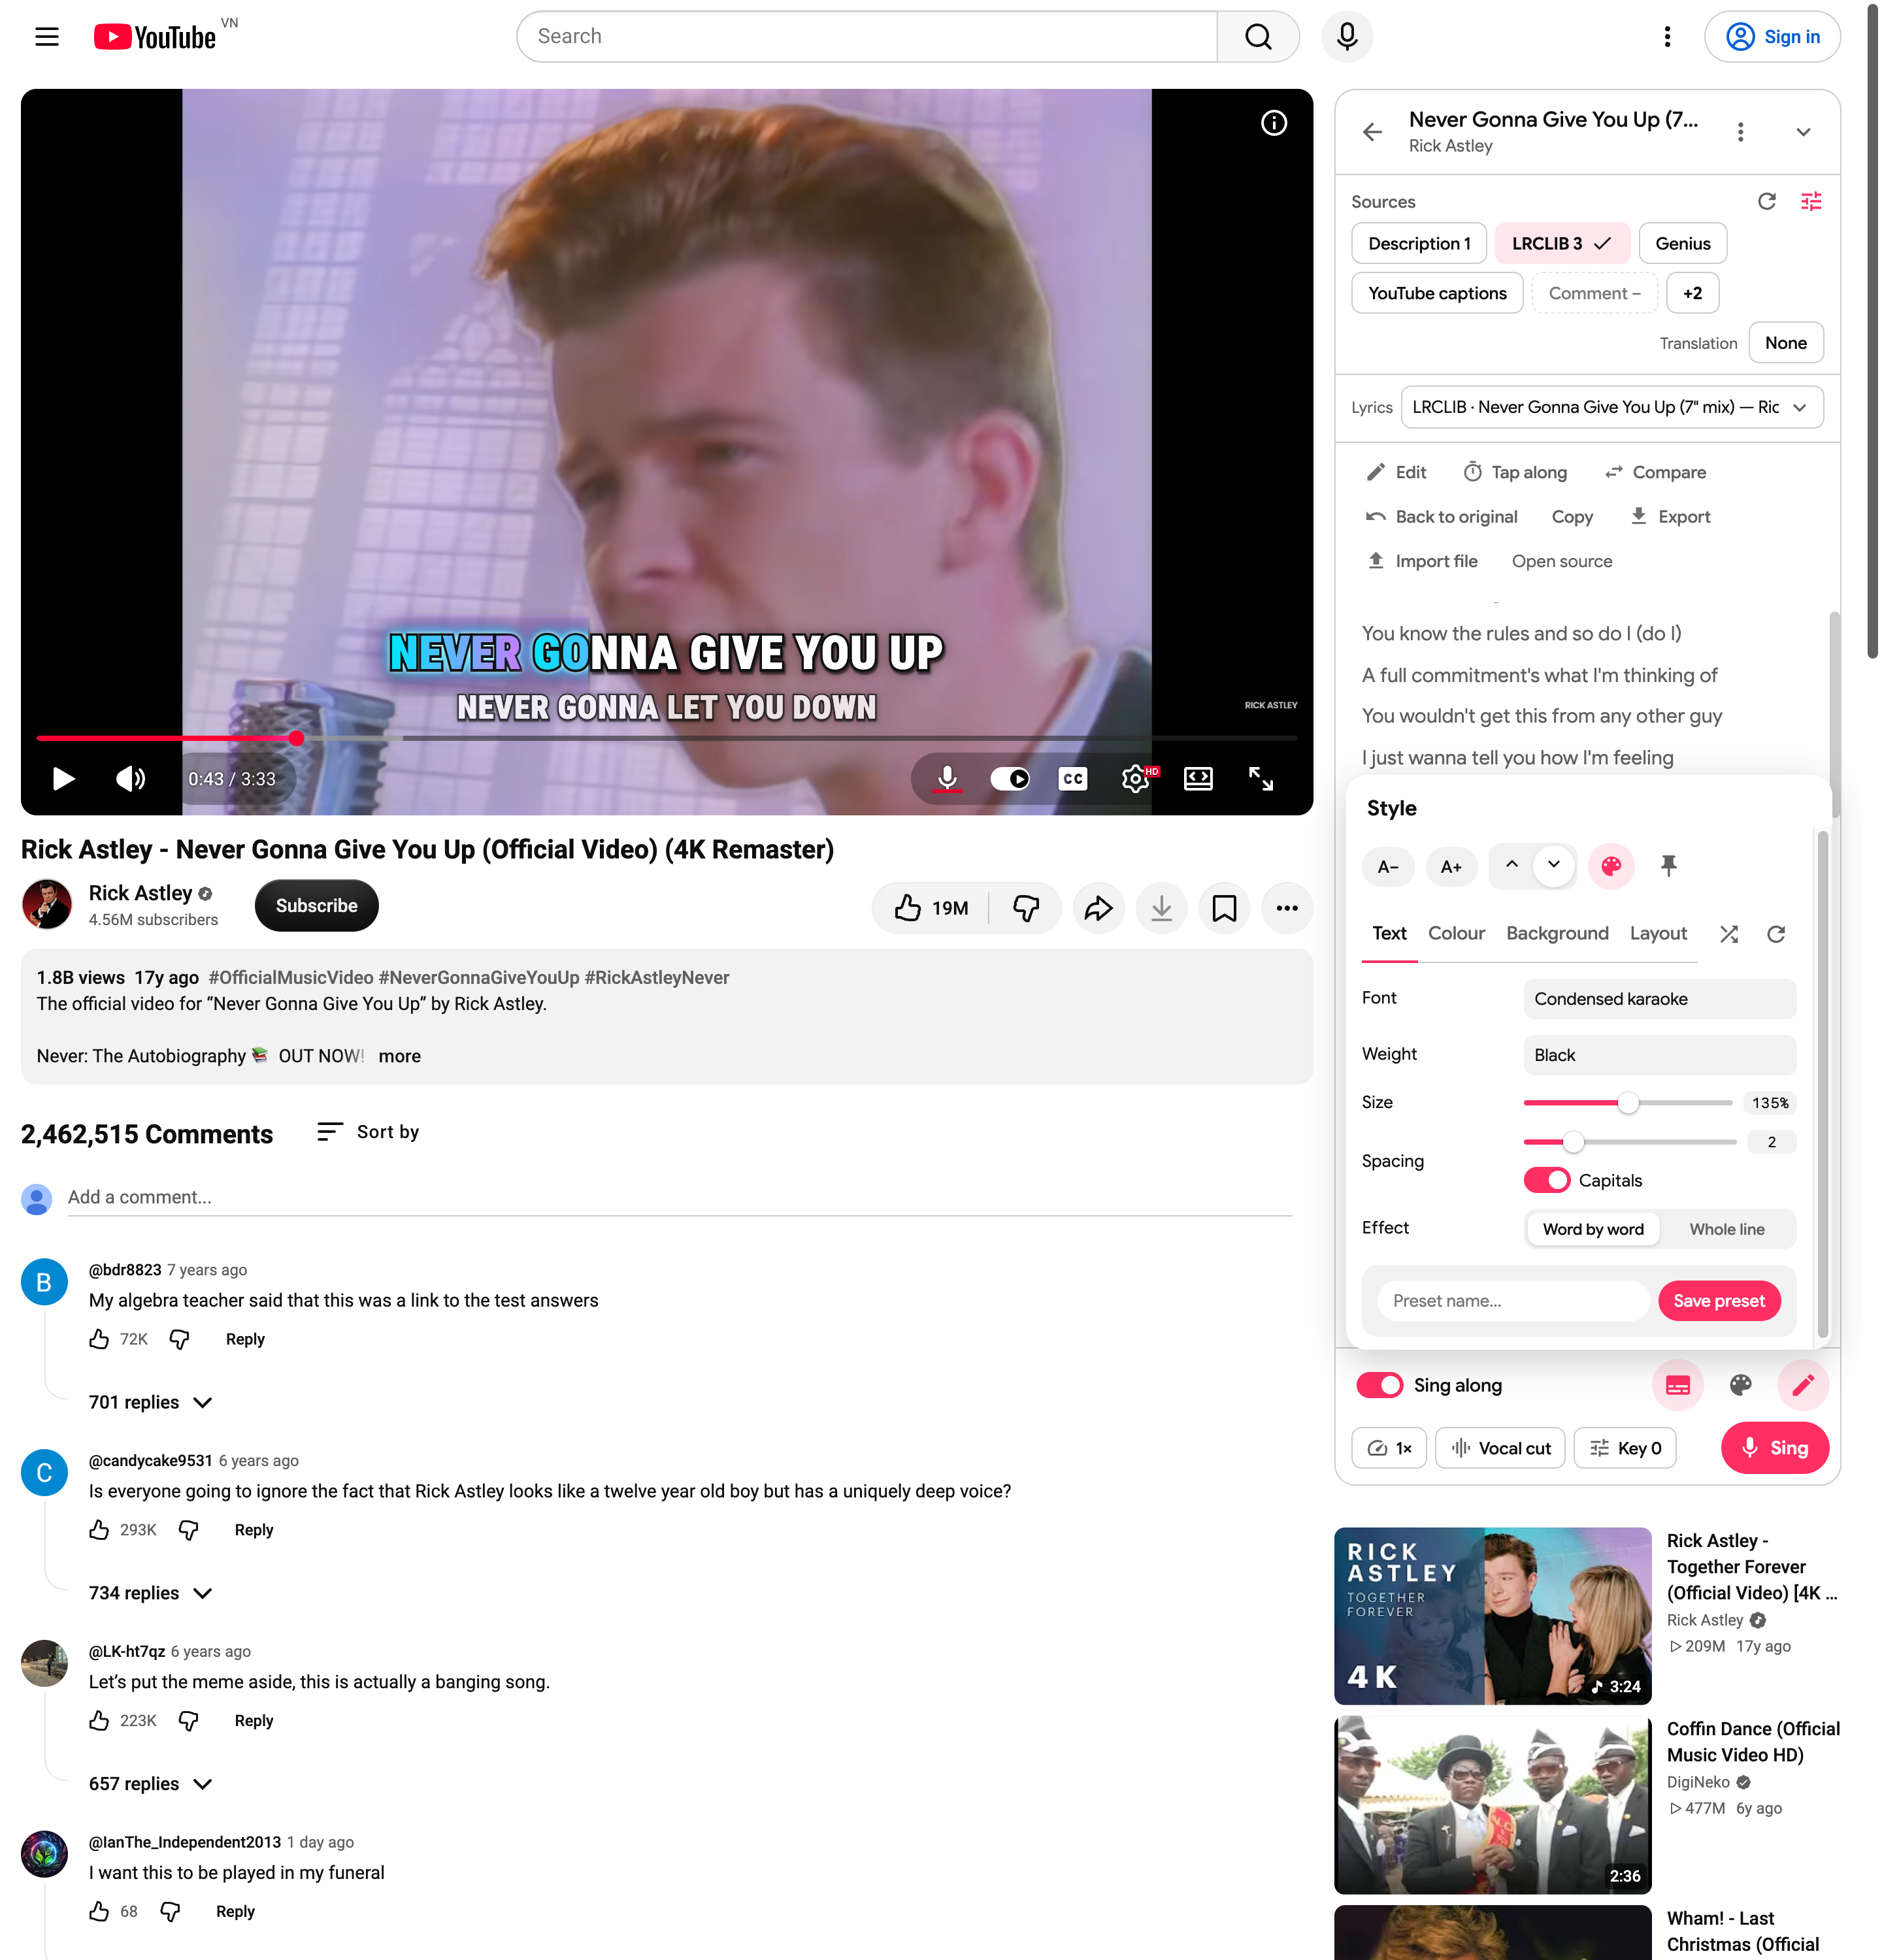 YouTube VN
Search
Sign in
NEVER GONNA GIVE YOU UP
NEVER GONNA LET YOU DOWN
RICK ASTLEY
0:43 / 3:33
CC
HD
Rick Astley - Never Gonna Give You Up (Official Video) (4K Remaster)
Rick Astley
4.56M subscribers
Subscribe
19M
1.8B views 17y ago #OfficialMusicVideo #NeverGonnaGiveYouUp #RickAstleyNever
The official video for “Never Gonna Give You Up” by Rick Astley.
Never: The Autobiography 📚 OUT NOW! more
2,462,515 Comments
Sort by
Add a comment...
B
@bdr8823 7 years ago
My algebra teacher said that this was a link to the test answers
72K Reply
701 replies
C
@candycake9531 6 years ago
Is everyone going to ignore the fact that Rick Astley looks like a twelve year old boy but has a uniquely deep voice?
293K Reply
734 replies
@LK-ht7qz 6 years ago
Let’s put the meme aside, this is actually a banging song.
223K Reply
657 replies
@IanThe_Independent2013 1 day ago
I want this to be played in my funeral
68 Reply
Never Gonna Give You Up (7...
Rick Astley
Sources
Description 1 LRCLIB 3 Genius
YouTube captions Comment – +2
Translation None
Lyrics LRCLIB · Never Gonna Give You Up (7" mix) — Ric
Edit Tap along Compare
Back to original Copy Export
Import file Open source
You know the rules and so do I (do I)
A full commitment's what I'm thinking of
You wouldn't get this from any other guy
I just wanna tell you how I'm feeling
Style
A− A+
Text Colour Background Layout
Font Condensed karaoke
Weight Black
Size 135%
Spacing 2
Capitals
Effect Word by word Whole line
Preset name... Save preset
Sing along
1× Vocal cut Key 0 Sing
RICK
ASTLEY
TOGETHER
FOREVER
4K
3:24
Rick Astley -
Together Forever
(Official Video) [4K ...
Rick Astley
209M 17y ago
2:36
Coffin Dance (Official
Music Video HD)
DigiNeko
477M 6y ago
Wham! - Last
Christmas (Official